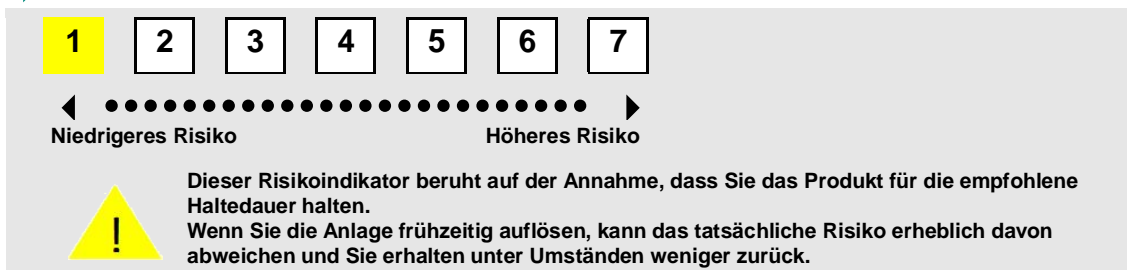 1 2 3 4 5 6 7
Niedrigeres Risiko Höheres Risiko
Dieser Risikoindikator beruht auf der Annahme, dass Sie das Produkt für die empfohlene
Haltedauer halten.
! Wenn Sie die Anlage frühzeitig auflösen, kann das tatsächliche Risiko erheblich davon
abweichen und Sie erhalten unter Umständen weniger zurück.